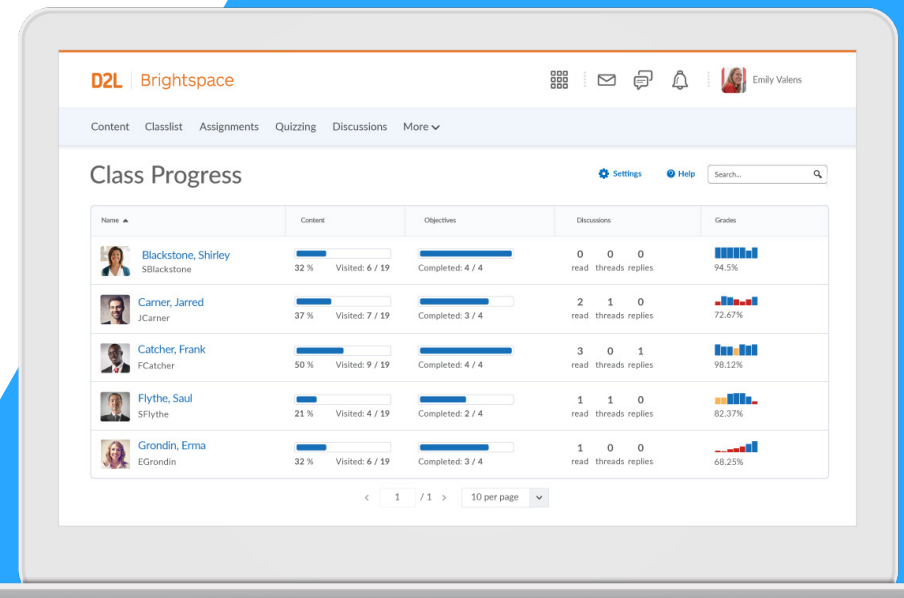 D2L Brightspace Emily Valens
Content Classlist Assignments Quizzing Discussions More
Class Progress Settings Help Search...
Name Content Objectives Discussions Grades
Blackstone, Shirley 0 0 0
SBlackstone 32 % Visited: 6 / 19 Completed: 4 / 4 read threads replies 94.5%
Carner, Jarred 2 1 0
JCarner 37 % Visited: 7 / 19 Completed: 3 / 4 read threads replies 72.67%
Catcher, Frank 3 0 1
FCatcher 50 % Visited: 9 / 19 Completed: 4 / 4 read threads replies 98.12%
Flythe, Saul 1 1 0
SFlythe 21 % Visited: 4 / 19 Completed: 2 / 4 read threads replies 82.37%
Grondin, Erma 1 0 0
EGrondin 32 % Visited: 6 / 19 Completed: 3 / 4 read threads replies 68.25%
< 1 / 1 > 10 per page